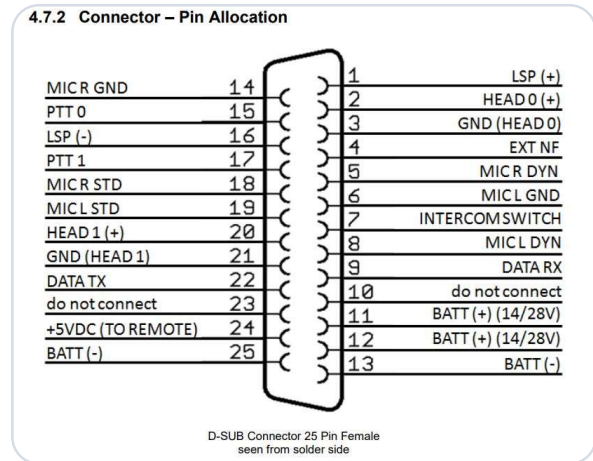 4.7.2 Connector – Pin Allocation
MIC R GND 14
PTT 0 15
LSP (-) 16
PTT 1 17
MIC R STD 18
MIC L STD 19
HEAD 1 (+) 20
GND (HEAD 1) 21
DATA TX 22
do not connect 23
+5VDC (TO REMOTE) 24
BATT (-) 25
1 LSP (+)
2 HEAD 0 (+)
3 GND (HEAD 0)
4 EXT NF
5 MIC R DYN
6 MIC L GND
7 INTERCOM SWITCH
8 MIC L DYN
9 DATA RX
10 do not connect
11 BATT (+) (14/28V)
12 BATT (+) (14/28V)
13 BATT (-)
D-SUB Connector 25 Pin Female
seen from solder side